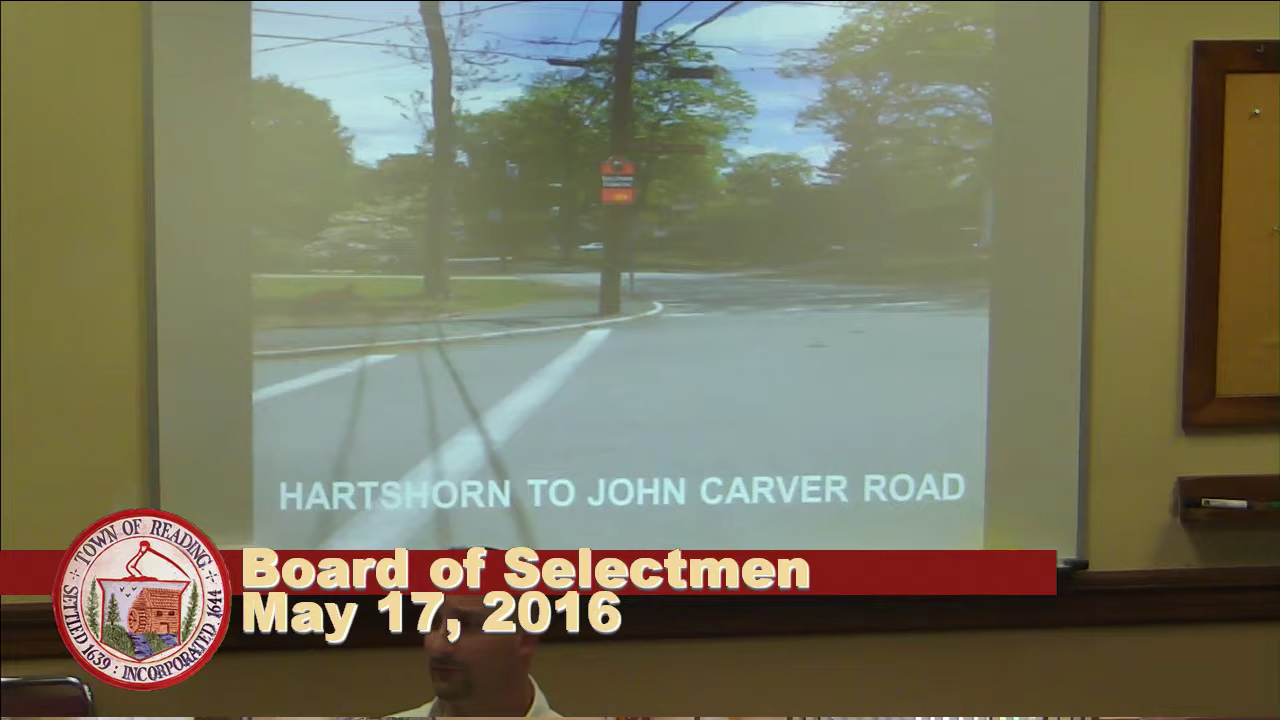 HARTSHORN TO JOHN CARVER ROAD
Board of Selectmen
May 17, 2016
TOWN OF READING
SETTLED 1639 : INCORPORATED 1644